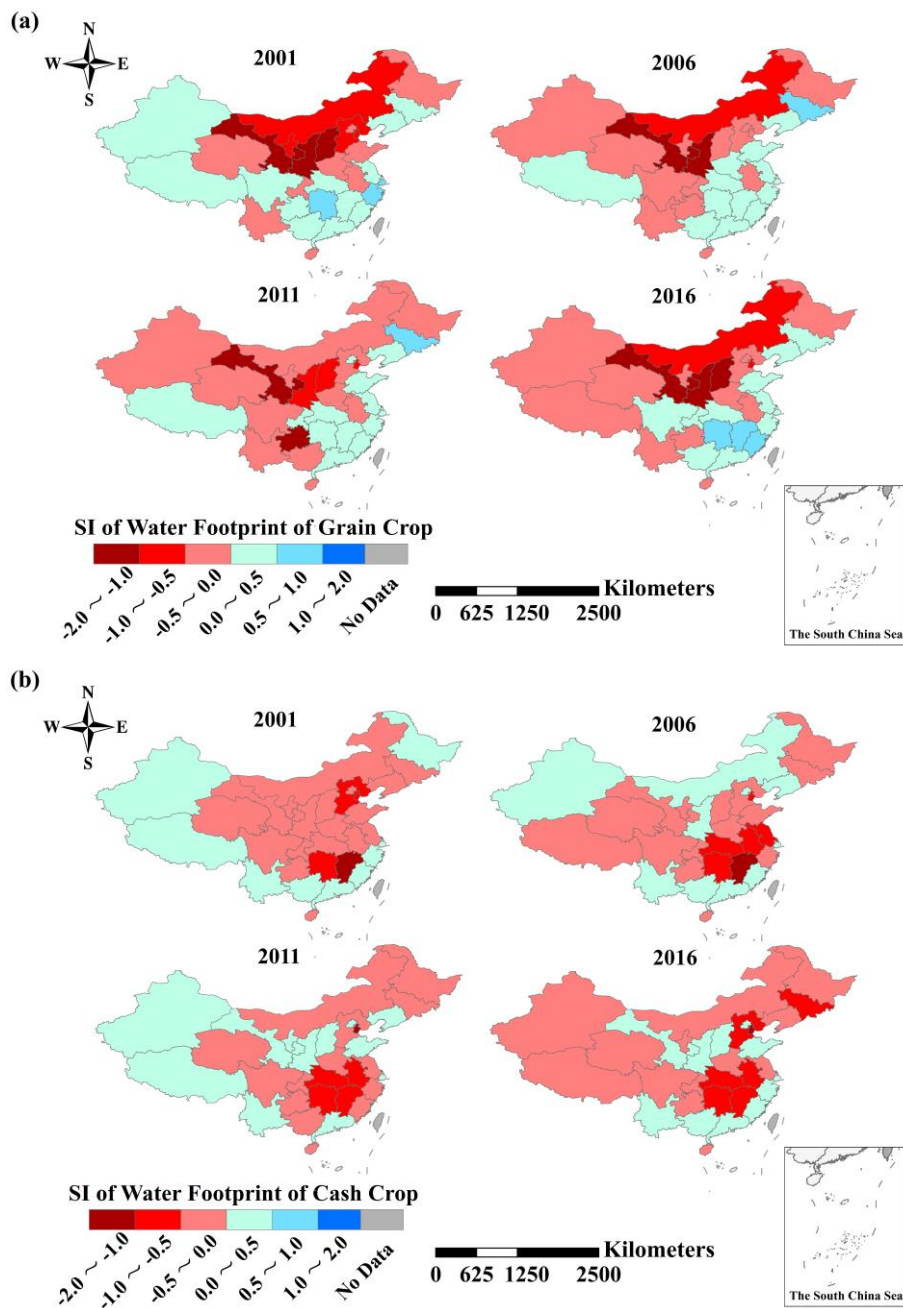 (a)
N
W E
S
2001
2006
2011
2016
SI of Water Footprint of Grain Crop
-2.0～-1.0
-1.0～-0.5
-0.5～0.0
0.0～0.5
0.5～1.0
1.0～2.0
No Data
Kilometers
0 625 1250 2500
The South China Sea
(b)
N
W E
S
2001
2006
2011
2016
SI of Water Footprint of Cash Crop
-2.0～-1.0
-1.0～-0.5
-0.5～0.0
0.0～0.5
0.5～1.0
1.0～2.0
No Data
Kilometers
0 625 1250 2500
The South China Sea